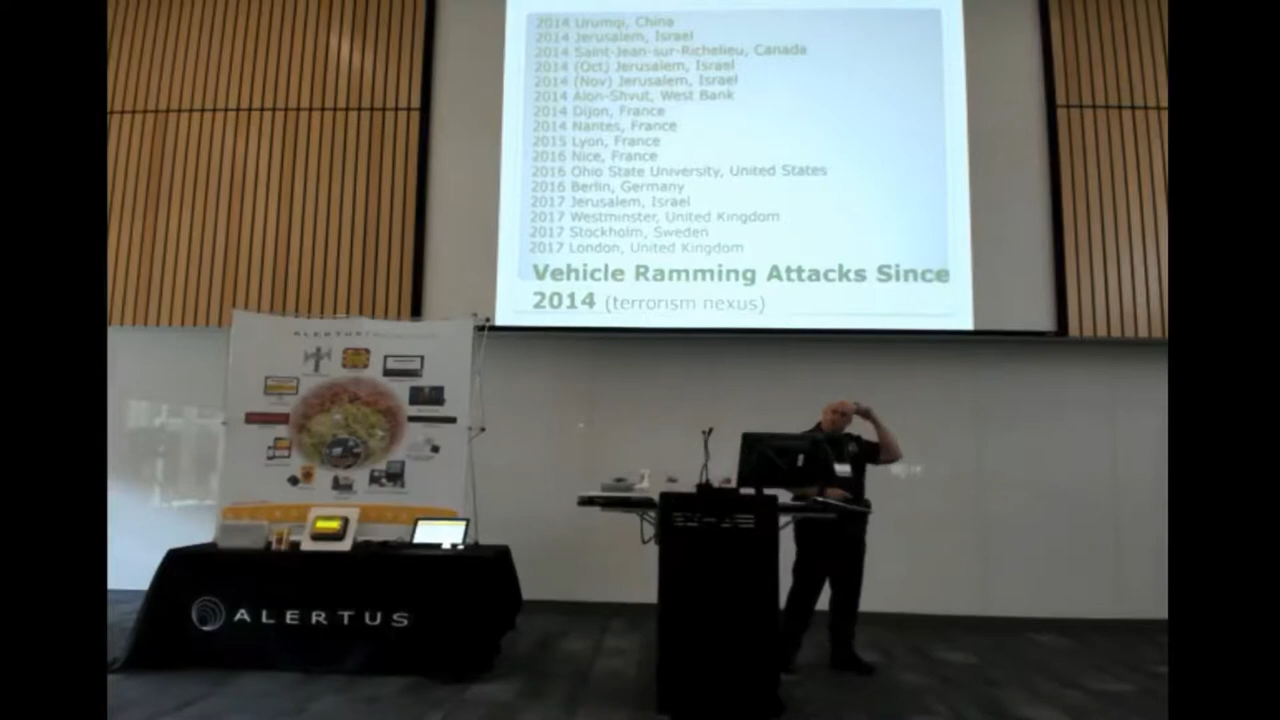 2014 Urumqi, China
2014 Jerusalem, Israel
2014 Saint-Jean-sur-Richelieu, Canada
2014 (Oct) Jerusalem, Israel
2014 (Nov) Jerusalem, Israel
2014 Alon-Shvut, West Bank
2014 Dijon, France
2014 Nantes, France
2015 Lyon, France
2016 Nice, France
2016 Ohio State University, United States
2016 Berlin, Germany
2017 Jerusalem, Israel
2017 Westminster, United Kingdom
2017 Stockholm, Sweden
2017 London, United Kingdom
Vehicle Ramming Attacks Since
2014 (terrorism nexus)
ALERTUS
ALERTUS